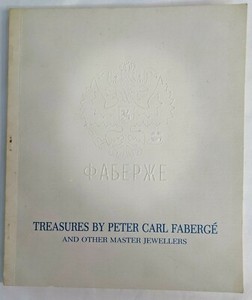 ФАБЕРЖЕ
TREASURES BY PETER CARL FABERGÉ
AND OTHER MASTER JEWELLERS